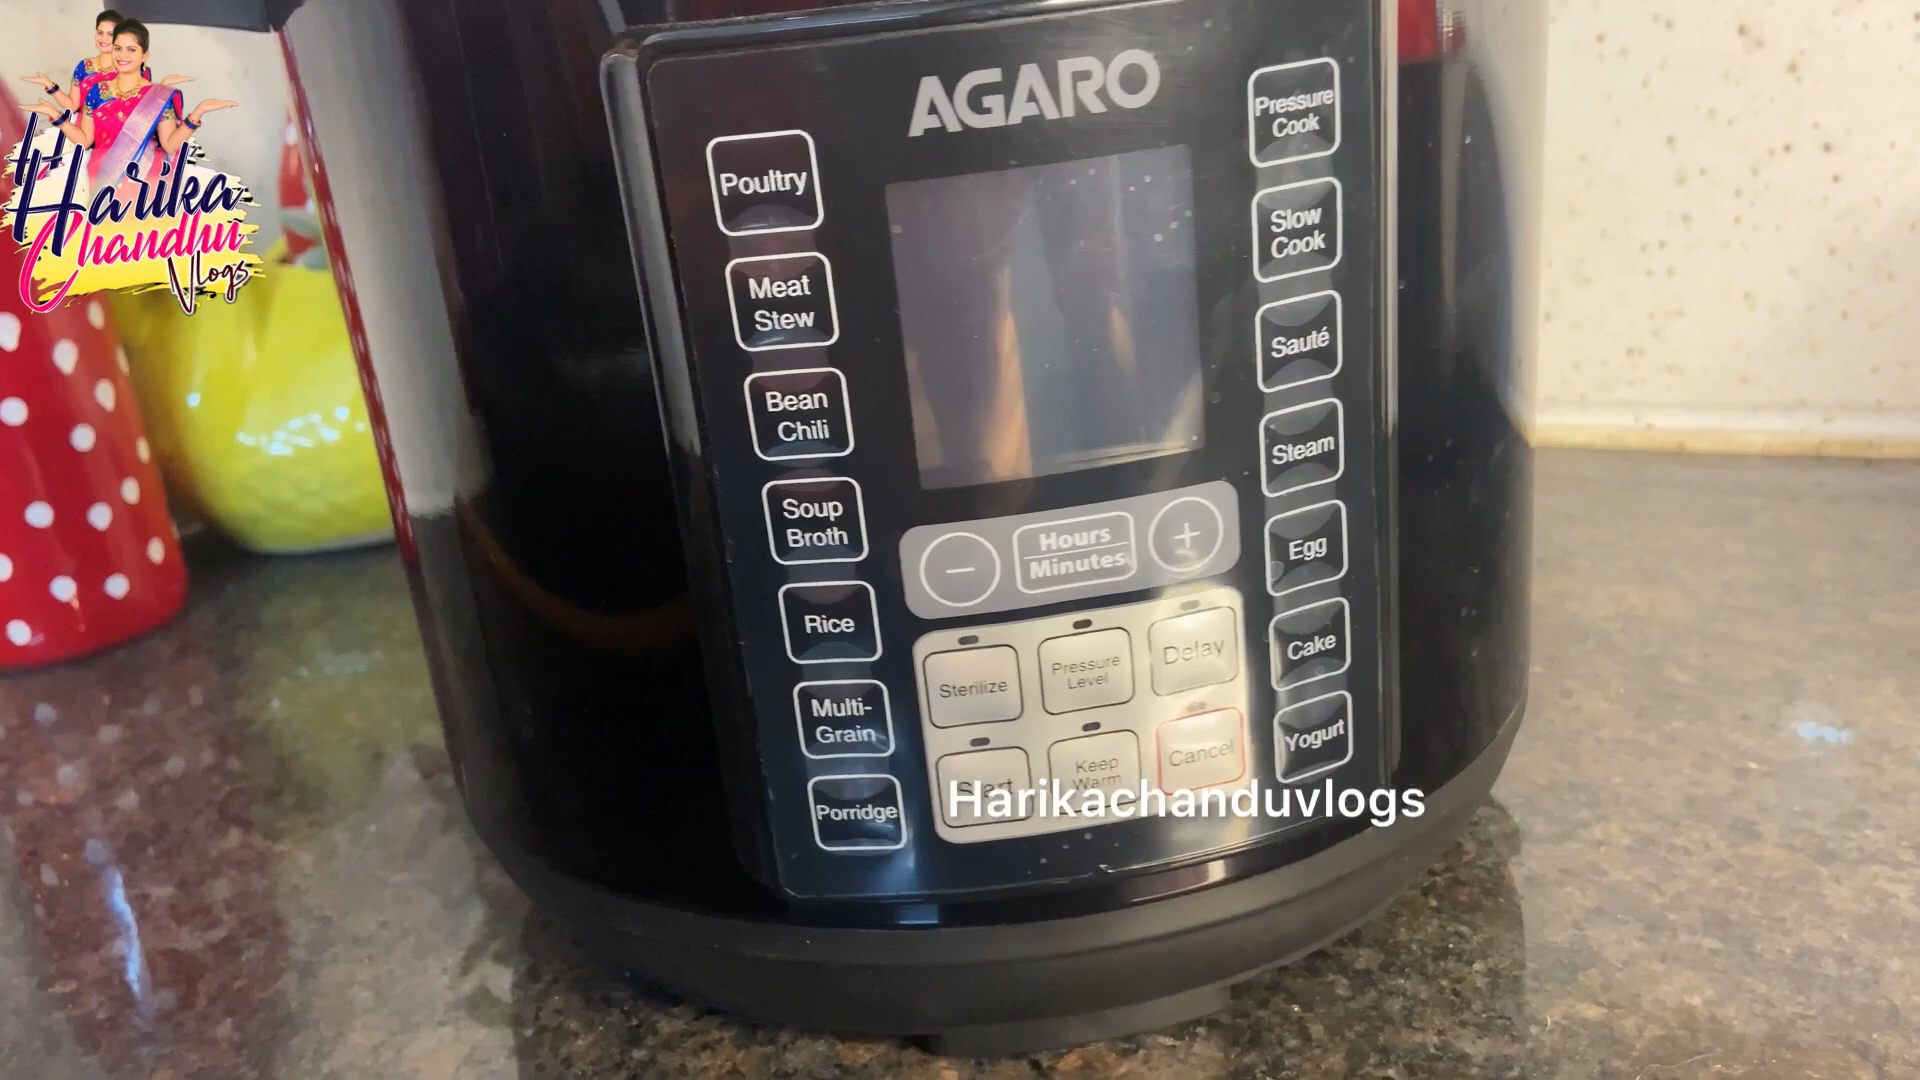 Harika
Chandhu
Vlogs
AGARO
Poultry
Meat
Stew
Bean
Chili
Soup
Broth
Rice
Multi-
Grain
Porridge
Hours
Minutes
Sterilize
Pressure
Level
Delay
Start
Keep
Warm
Cancel
Pressure
Cook
Slow
Cook
Sauté
Steam
Egg
Cake
Yogurt
Harikachanduvlogs